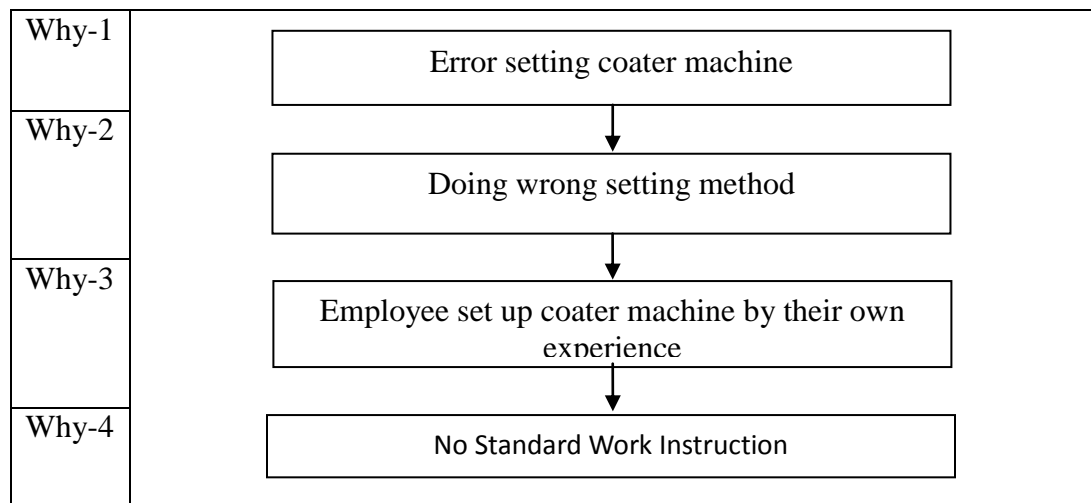 Why-1
Error setting coater machine
Why-2
Doing wrong setting method
Why-3
Employee set up coater machine by their own
experience
Why-4
No Standard Work Instruction